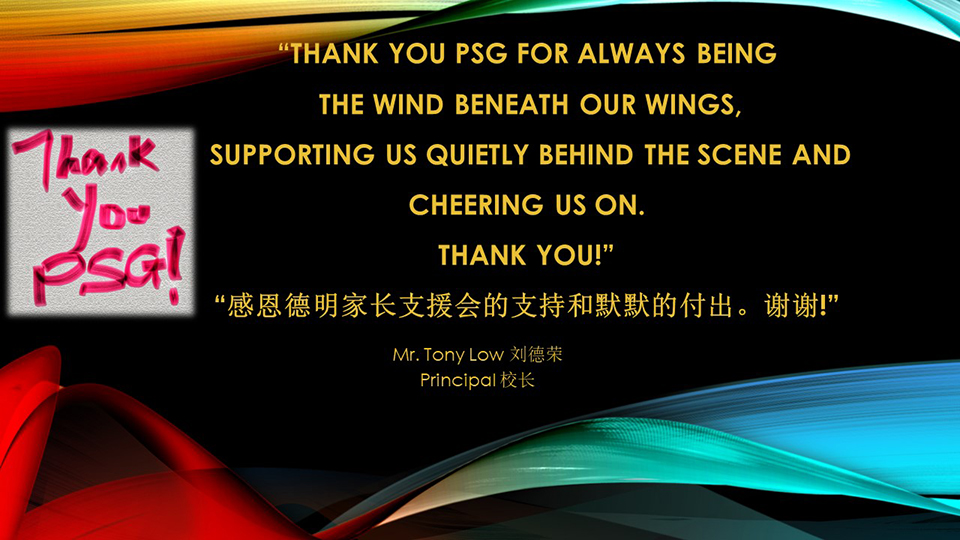 “THANK YOU PSG FOR ALWAYS BEING
THE WIND BENEATH OUR WINGS,
SUPPORTING US QUIETLY BEHIND THE SCENE AND
CHEERING US ON.
THANK YOU!”
“感恩德明家长支援会的支持和默默的付出。谢谢!”
Mr. Tony Low 刘德荣
Principal 校长
Thank
You
PSG!